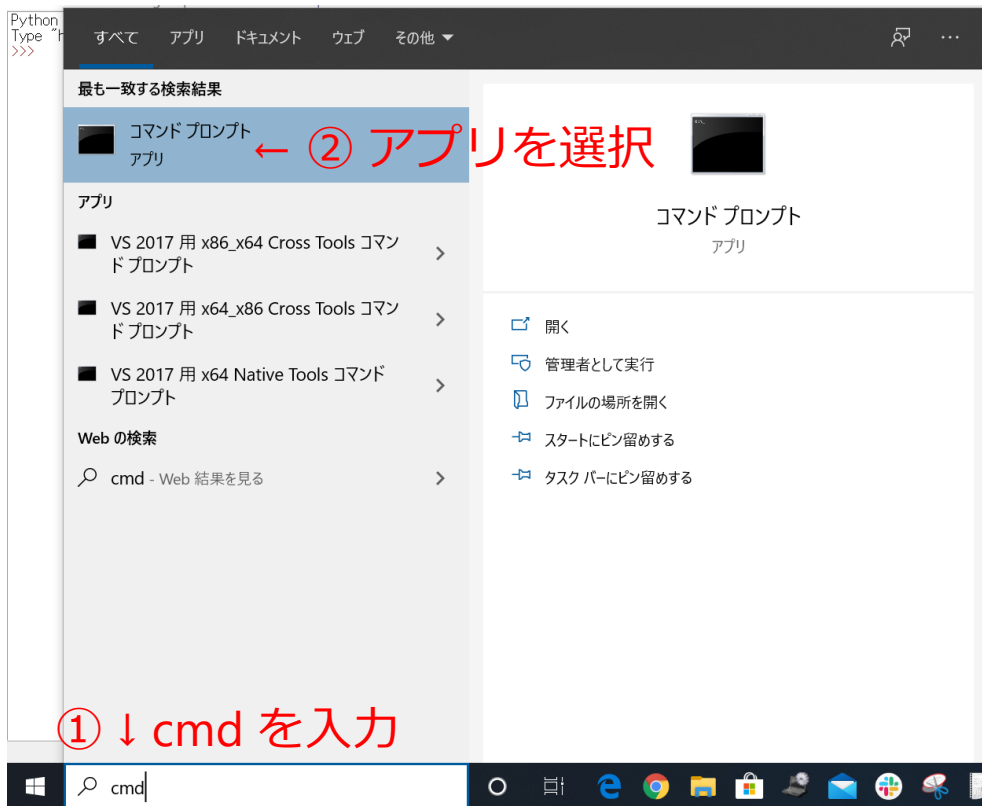 Python
Type "h
>>>
すべて アプリ ドキュメント ウェブ その他
最も一致する検索結果
コマンド プロンプト
アプリ
← ② アプリを選択
アプリ
VS 2017 用 x86_x64 Cross Tools コマン
ド プロンプト
VS 2017 用 x64_x86 Cross Tools コマン
ド プロンプト
VS 2017 用 x64 Native Tools コマンド
プロンプト
Web の検索
cmd - Web 結果を見る
コマンド プロンプト
アプリ
開く
管理者として実行
ファイルの場所を開く
スタートにピン留めする
タスク バーにピン留めする
① ↓ cmd を入力
cmd